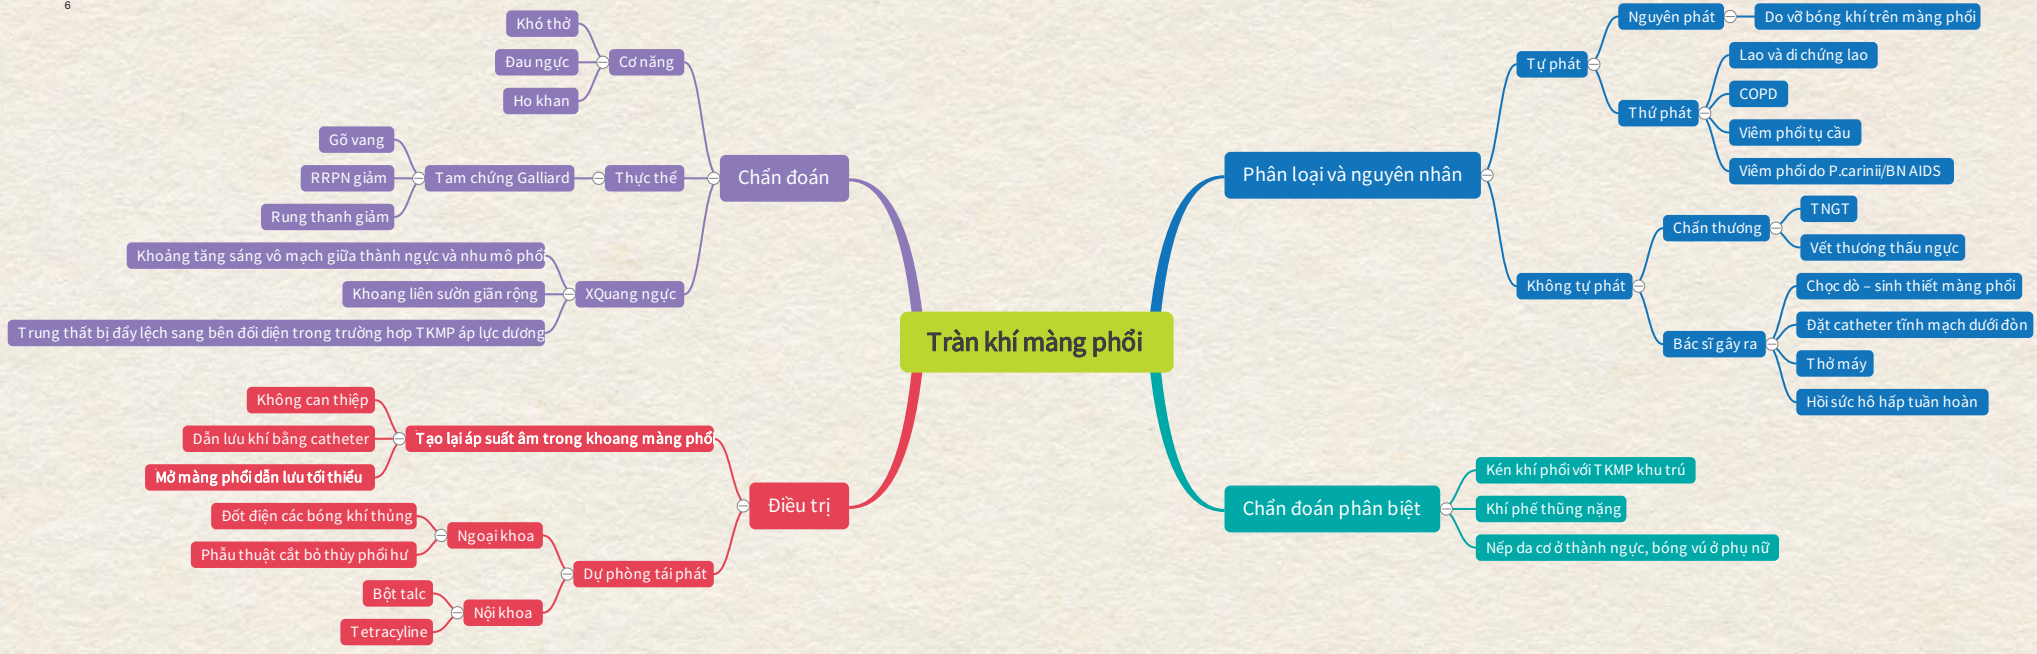 6
Tràn khí màng phổi
Phân loại và nguyên nhân
Tự phát
Nguyên phát
Do vỡ bóng khí trên màng phổi
Thứ phát
Lao và di chứng lao
COPD
Viêm phổi tụ cầu
Viêm phổi do P.carinii/BN AIDS
Không tự phát
Chấn thương
TNGT
Vết thương thấu ngực
Bác sĩ gây ra
Chọc dò – sinh thiết màng phổi
Đặt catheter tĩnh mạch dưới đòn
Thở máy
Hồi sức hô hấp tuần hoàn
Chẩn đoán phân biệt
Kén khí phổi với TKMP khu trú
Khí phế thũng nặng
Nếp da cơ ở thành ngực, bóng vú ở phụ nữ
Chẩn đoán
Cơ năng
Khó thở
Đau ngực
Ho khan
Thực thể
Tam chứng Galliard
Gõ vang
RRPN giảm
Rung thanh giảm
XQuang ngực
Khoảng tăng sáng vô mạch giữa thành ngực và nhu mô phổi
Khoang liên sườn giãn rộng
Trung thất bị đẩy lệch sang bên đối diện trong trường hơp TKMP áp lực dương
Điều trị
Tạo lại áp suất âm trong khoang màng phổ
Không can thiệp
Dẫn lưu khí bằng catheter
Mở màng phổi dẫn lưu tối thiểu
Dự phòng tái phát
Ngoại khoa
Đốt điện các bóng khí thủng
Phẫu thuật cắt bỏ thùy phổi hư
Nội khoa
Bột talc
Tetracyline